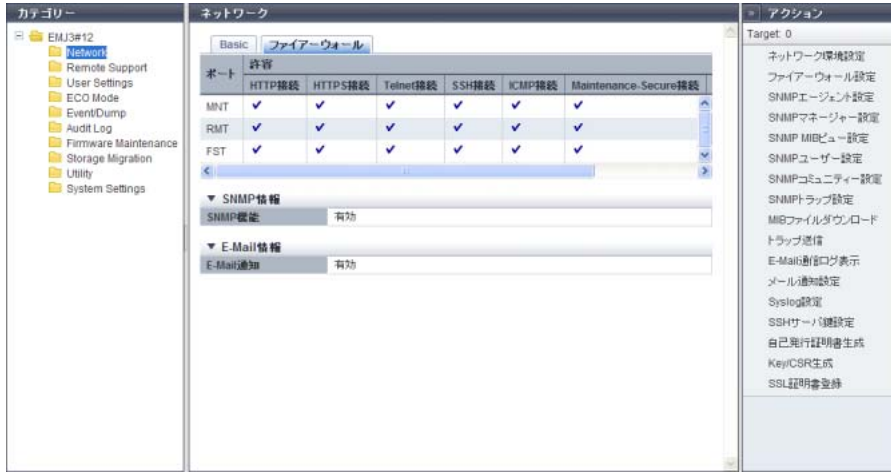 カテゴリー
EMJ3#12
Network
Remote Support
User Settings
ECO Mode
Event/Dump
Audit Log
Firmware Maintenance
Storage Migration
Utility
System Settings
ネットワーク
Basic ファイアーウォール
ポート 許容
HTTP接続 HTTPS接続 Telnet接続 SSH接続 ICMP接続 Maintenance-Secure接続
MNT
RMT
FST
▼ SNMP情報
SNMP機能 有効
▼ E-Mail情報
E-Mail通知 有効
» アクション
Target: 0
ネットワーク環境設定
ファイアーウォール設定
SNMPエージェント設定
SNMPマネージャー設定
SNMP MIBビュー設定
SNMPユーザー設定
SNMPコミュニティー設定
SNMPトラップ設定
MIBファイルダウンロード
トラップ送信
E-Mail通信ログ表示
メール通知設定
Syslog設定
SSHサーバ鍵設定
自己発行証明書生成
Key/CSR生成
SSL証明書登録